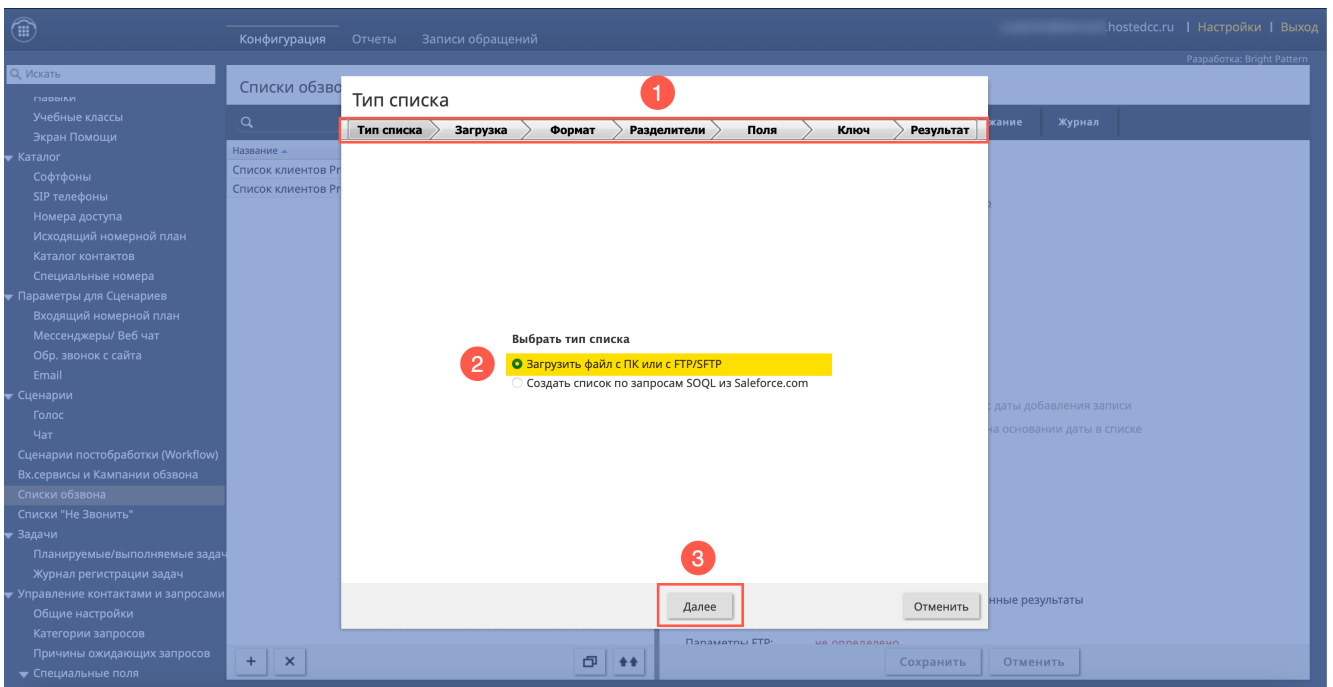 .hostedcc.ru | Настройки | Выход
Конфигурация Отчеты Записи обращений
Разработка: Bright Pattern
Искать
Навыки
Учебные классы
Экран Помощи
Каталог
Софтфоны
SIP телефоны
Номера доступа
Исходящий номерной план
Каталог контактов
Специальные номера
Параметры для Сценариев
Входящий номерной план
Мессенджеры/ Веб чат
Обр. звонок с сайта
Email
Сценарии
Голос
Чат
Сценарии постобработки (Workflow)
Вх.сервисы и Кампании обзвона
Списки обзвона
Списки "Не Звонить"
Задачи
Планируемые/выполняемые задач
Журнал регистрации задач
Управление контактами и запросами
Общие настройки
Категории запросов
Причины ожидающих запросов
Специальные поля
Списки обзво
Название
Список клиентов Pr
Список клиентов Pr
Тип списка
1
Тип списка Загрузка Формат Разделители Поля Ключ Результат
Выбрать тип списка
2
Загрузить файл с ПК или с FTP/SFTP
Создать список по запросам SOQL из Saleforce.com
3
Далее Отменить
жание Журнал
даты добавления записи
на основании даты в списке
нные результаты
Параметры FTP: не определено
Сохранить Отменить